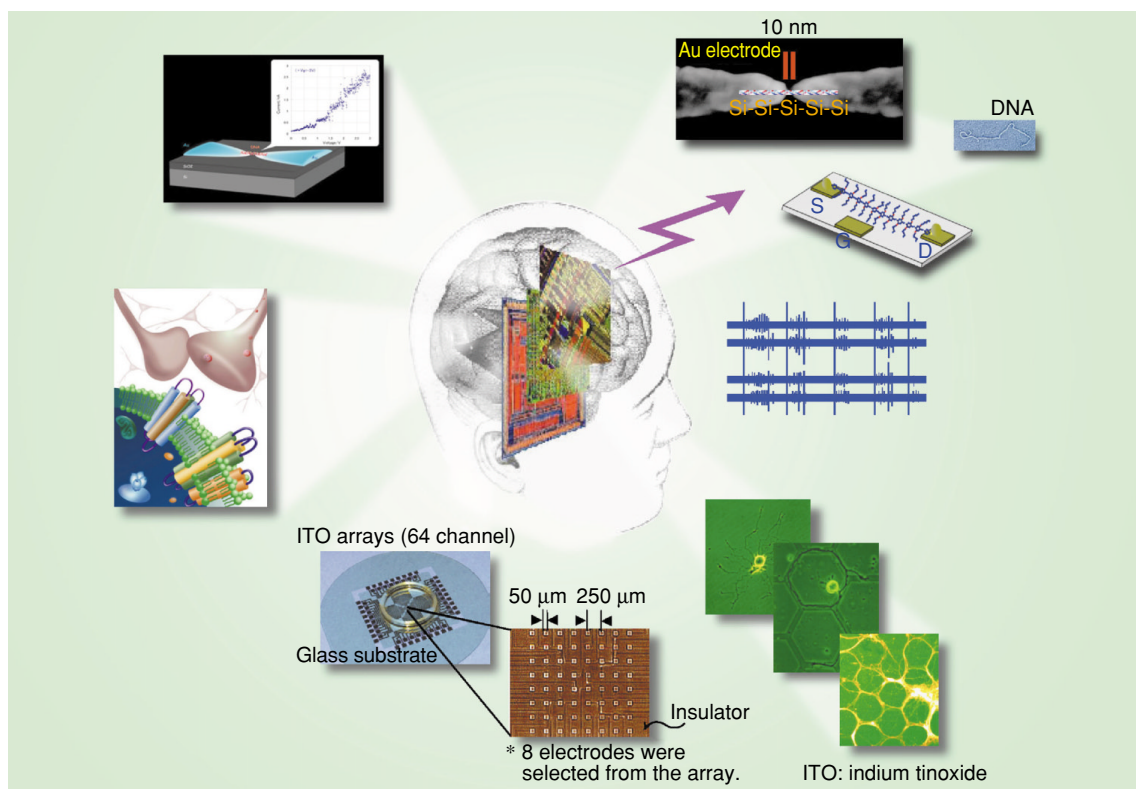 10 nm
Au electrode
Si-Si-Si-Si-Si
DNA
S
G
D
ITO arrays (64 channel)
50 μm
250 μm
Glass substrate
Insulator
* 8 electrodes were
selected from the array.
ITO: indium tinoxide